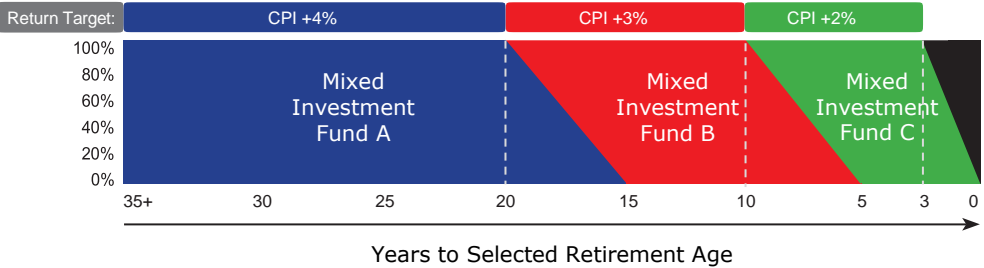 Return Target:
CPI +4%
CPI +3%
CPI +2%
100%
80%
60%
40%
20%
0%
Mixed
Investment
Fund A
Mixed
Investment
Fund B
Mixed
Investment
Fund C
35+
30
25
20
15
10
5
3
0
Years to Selected Retirement Age